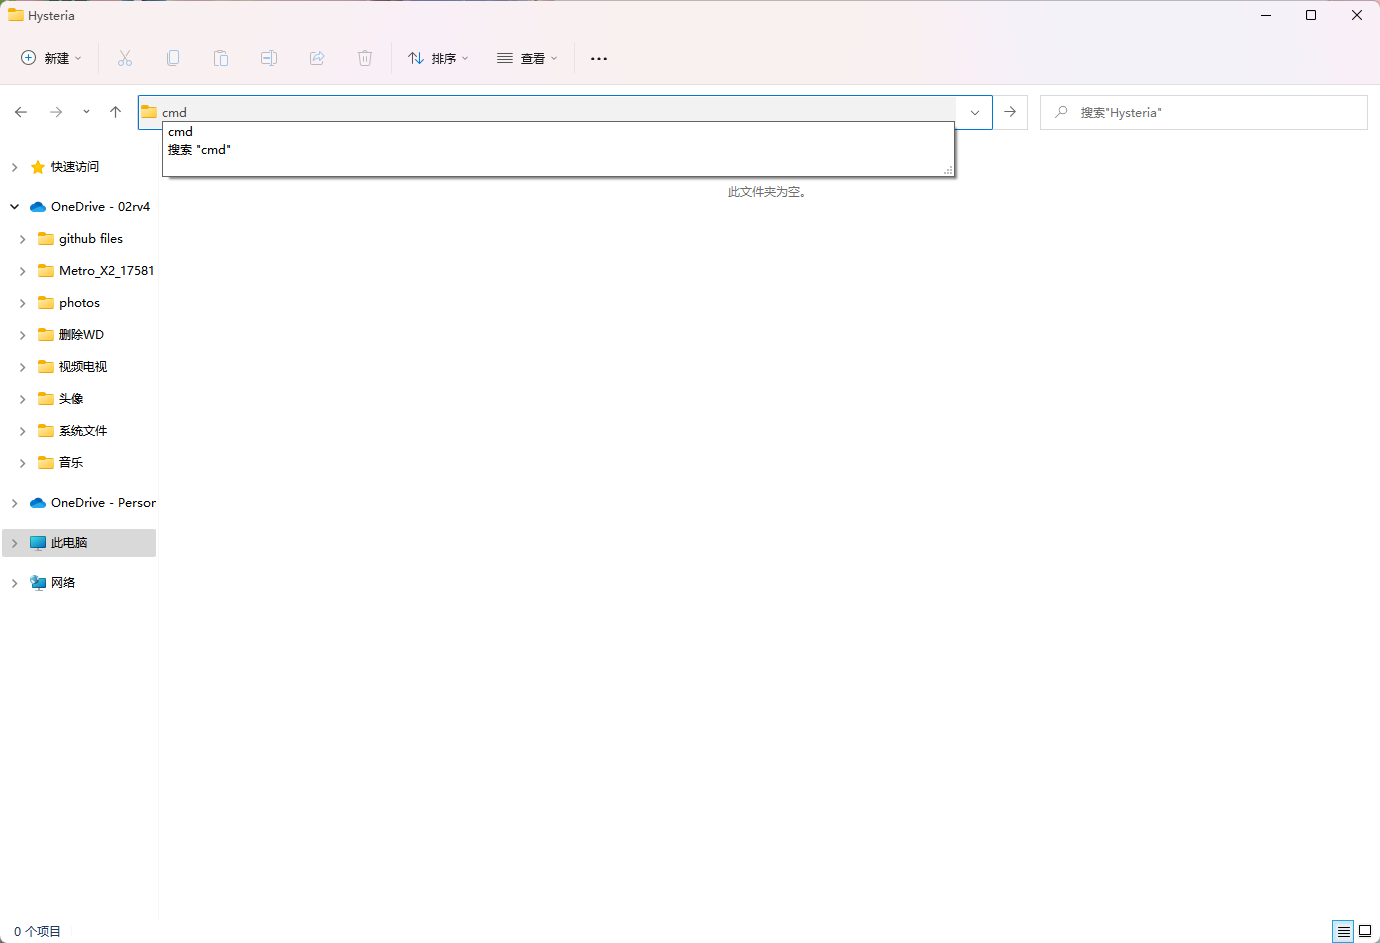 Hysteria
新建
排序
查看
cmd
搜索"Hysteria"
cmd
搜索 "cmd"
此文件夹为空。
快速访问
OneDrive - 02rv4
github files
Metro_X2_17581
photos
删除WD
视频电视
头像
系统文件
音乐
OneDrive - Person
此电脑
网络
0 个项目